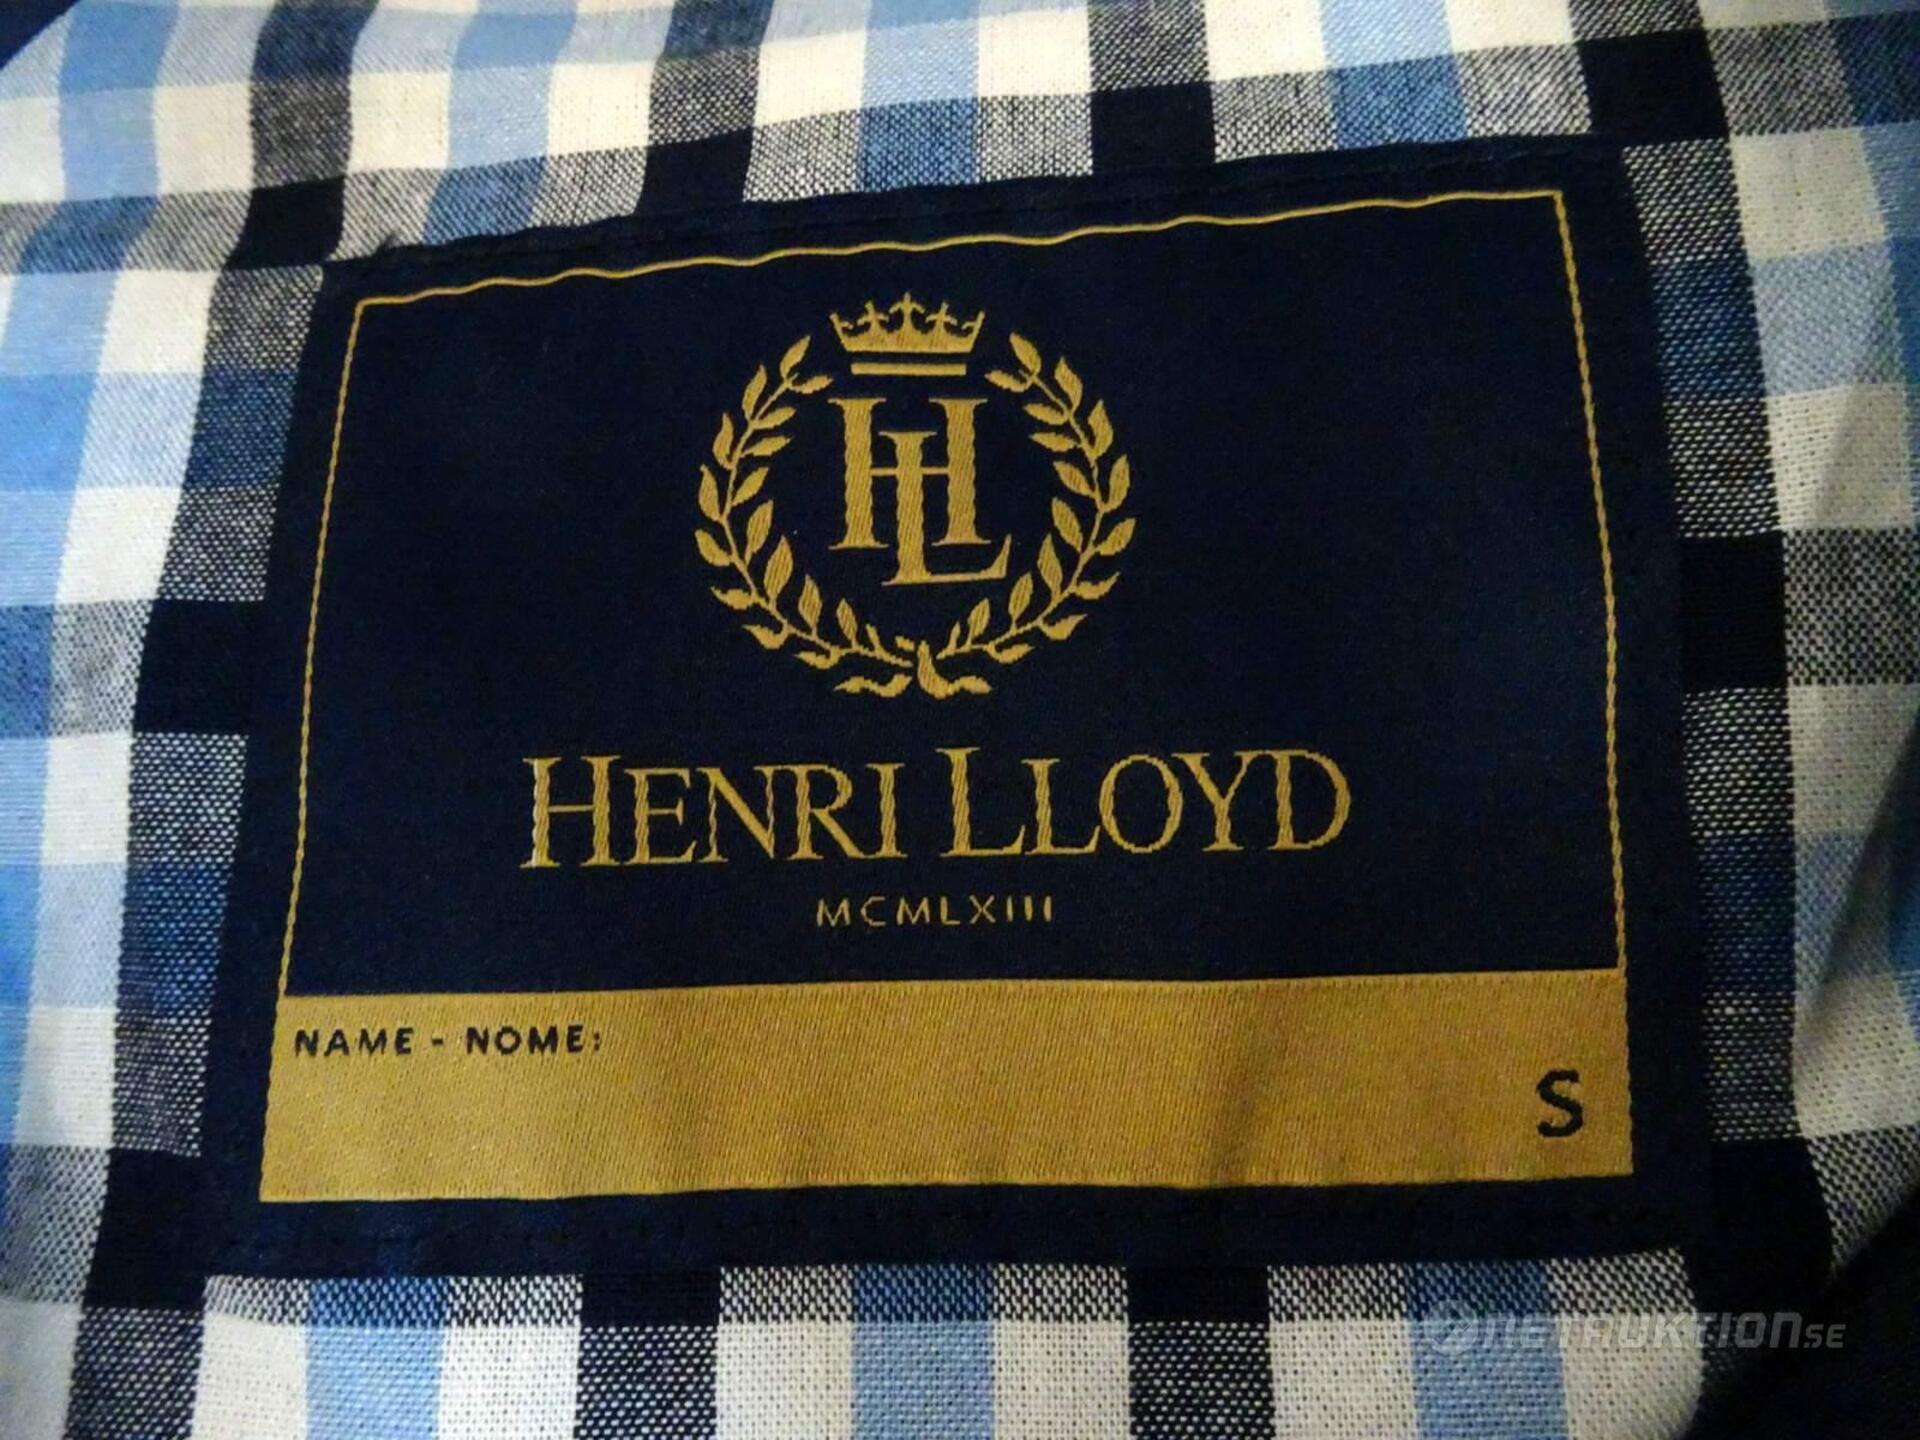 HL
HENRI LLOYD
MCMLXIII
NAME - NOME:
S
NETAUKTION.SE